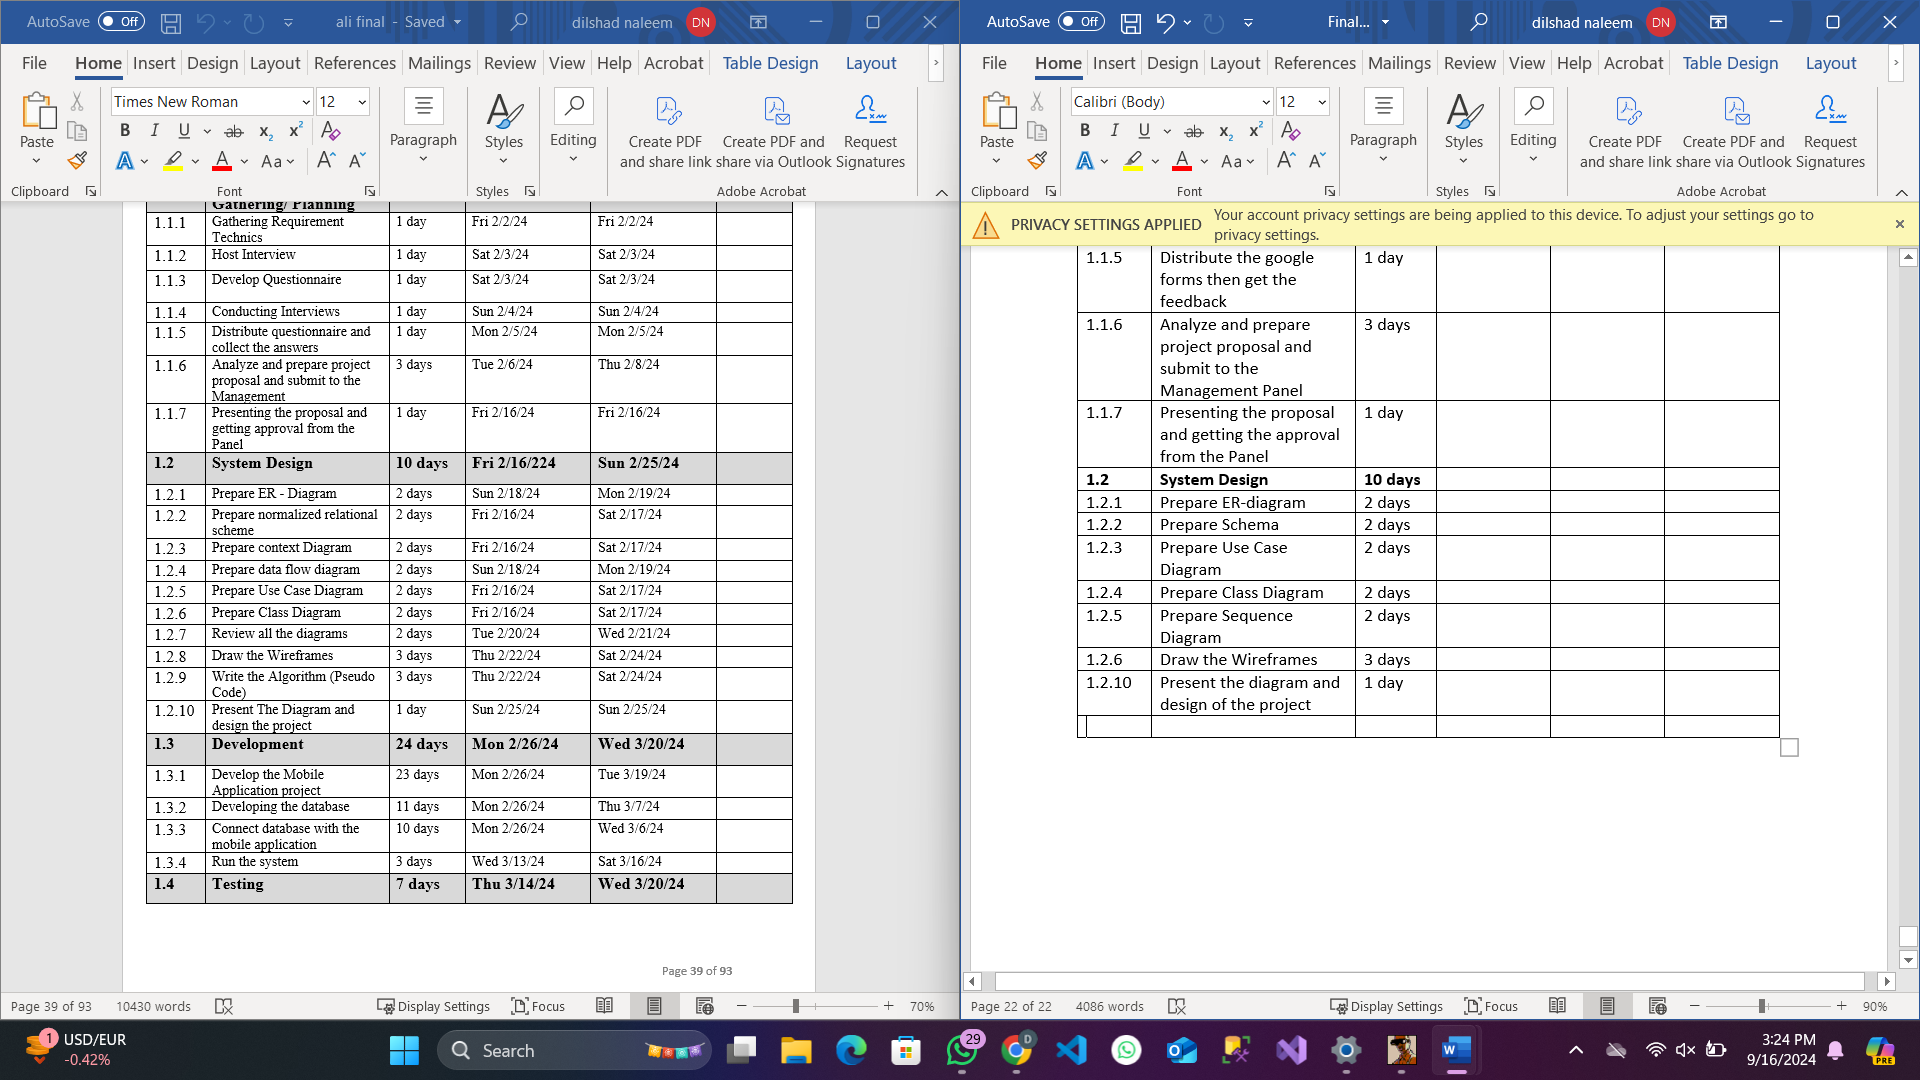 AutoSave Off ali final - Saved dilshad naleem DN
File Home Insert Design Layout References Mailings Review View Help Acrobat Table Design Layout
Times New Roman 12
Paste
B I U ab x2 x2 A
A A Aa A A
Paragraph Styles Editing
Create PDF and share link
Create PDF and share via Outlook
Request Signatures
Clipboard Font Styles Adobe Acrobat
Gathering/ Planning
1.1.1 Gathering Requirement Technics 1 day Fri 2/2/24 Fri 2/2/24
1.1.2 Host Interview 1 day Sat 2/3/24 Sat 2/3/24
1.1.3 Develop Questionnaire 1 day Sat 2/3/24 Sat 2/3/24
1.1.4 Conducting Interviews 1 day Sun 2/4/24 Sun 2/4/24
1.1.5 Distribute questionnaire and collect the answers 1 day Mon 2/5/24 Mon 2/5/24
1.1.6 Analyze and prepare project proposal and submit to the Management 3 days Tue 2/6/24 Thu 2/8/24
1.1.7 Presenting the proposal and getting approval from the Panel 1 day Fri 2/16/24 Fri 2/16/24
1.2 System Design 10 days Fri 2/16/224 Sun 2/25/24
1.2.1 Prepare ER - Diagram 2 days Sun 2/18/24 Mon 2/19/24
1.2.2 Prepare normalized relational scheme 2 days Fri 2/16/24 Sat 2/17/24
1.2.3 Prepare context Diagram 2 days Fri 2/16/24 Sat 2/17/24
1.2.4 Prepare data flow diagram 2 days Sun 2/18/24 Mon 2/19/24
1.2.5 Prepare Use Case Diagram 2 days Fri 2/16/24 Sat 2/17/24
1.2.6 Prepare Class Diagram 2 days Fri 2/16/24 Sat 2/17/24
1.2.7 Review all the diagrams 2 days Tue 2/20/24 Wed 2/21/24
1.2.8 Draw the Wireframes 3 days Thu 2/22/24 Sat 2/24/24
1.2.9 Write the Algorithm (Pseudo Code) 3 days Thu 2/22/24 Sat 2/24/24
1.2.10 Present The Diagram and design the project 1 day Sun 2/25/24 Sun 2/25/24
1.3 Development 24 days Mon 2/26/24 Wed 3/20/24
1.3.1 Develop the Mobile Application project 23 days Mon 2/26/24 Tue 3/19/24
1.3.2 Developing the database 11 days Mon 2/26/24 Thu 3/7/24
1.3.3 Connect database with the mobile application 10 days Mon 2/26/24 Wed 3/6/24
1.3.4 Run the system 3 days Wed 3/13/24 Sat 3/16/24
1.4 Testing 7 days Thu 3/14/24 Wed 3/20/24
Page 39 of 93
Page 39 of 93 10430 words Display Settings Focus 70%
AutoSave Off Final... dilshad naleem DN
File Home Insert Design Layout References Mailings Review View Help Acrobat Table Design Layout
Calibri (Body) 12
Paste
B I U ab x2 x2 A
A A Aa A A
Paragraph Styles Editing
Create PDF and share link
Create PDF and share via Outlook
Request Signatures
Clipboard Font Styles Adobe Acrobat
PRIVACY SETTINGS APPLIED Your account privacy settings are being applied to this device. To adjust your settings go to
privacy settings.
1.1.5 Distribute the google forms then get the feedback 1 day
1.1.6 Analyze and prepare project proposal and submit to the Management Panel 3 days
1.1.7 Presenting the proposal and getting the approval from the Panel 1 day
1.2 System Design 10 days
1.2.1 Prepare ER-diagram 2 days
1.2.2 Prepare Schema 2 days
1.2.3 Prepare Use Case Diagram 2 days
1.2.4 Prepare Class Diagram 2 days
1.2.5 Prepare Sequence Diagram 2 days
1.2.6 Draw the Wireframes 3 days
1.2.10 Present the diagram and design of the project 1 day
Page 22 of 22 4086 words Display Settings Focus 90%
1 USD/EUR
-0.42%
Search
29
D
3:24 PM
9/16/2024
PRE